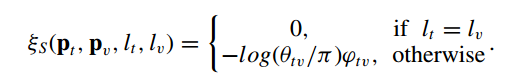 ξ_S(p_t, p_v, l_t, l_v) = { 0, if l_t = l_v
−log(θ_tv/π)φ_tv, otherwise .